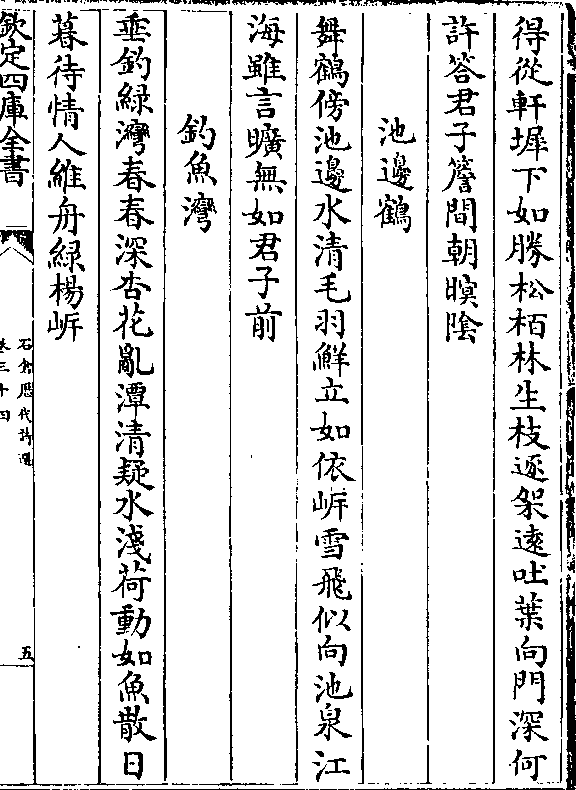 得從軒墀下如勝松栢林生枝逐架遠吐葉向門深何
許答君子簷間朝暝陰
池邊鶴
舞鶴傍池邊水清毛羽鮮立如依岸雪飛似向池泉江
海雖言曠無如君子前
釣魚灣
垂釣綠灣春春深杏花亂潭清疑水淺荷動如魚散日
暮待情人維舟綠楊岸
欽定四庫全書
石倉歷代詩選
卷三十四
五